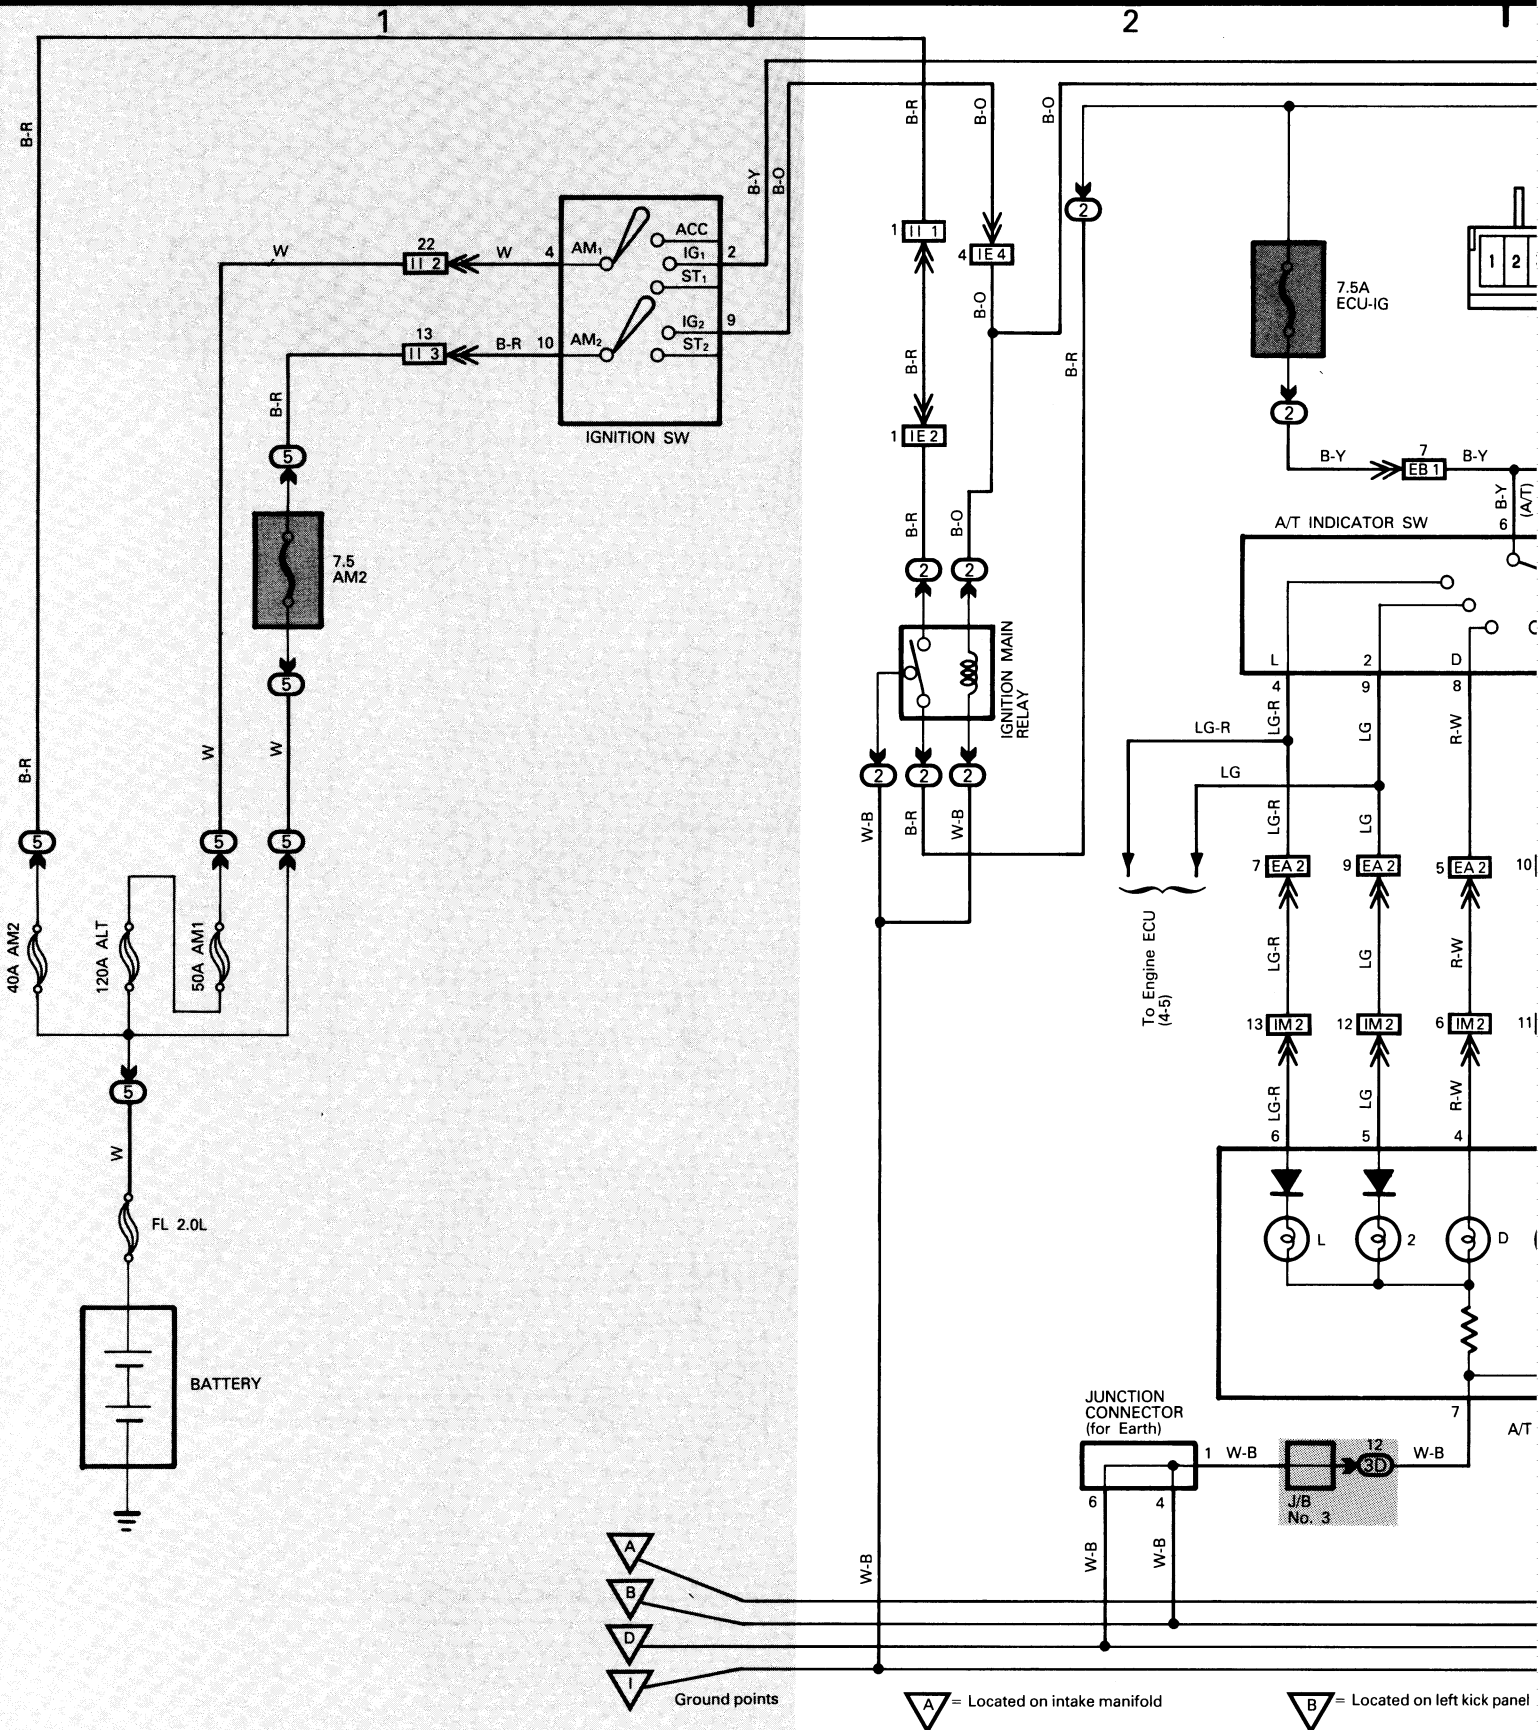 1
2
B-R
B-Y
B-O
B-R
B-O
B-O
2
1 II 1
4 IE 4
W
22
II 2
W
4
AM1
ACC
IG1
ST1
2
13
II 3
B-R
10
AM2
IG2
ST2
9
IGNITION SW
B-R
5
B-O
B-R
B-R
7.5A
ECU-IG
1
2
2
1 IE 2
B-Y
7
EB 1
B-Y
B-Y
(A/T)
A/T INDICATOR SW
6
7.5
AM2
B-R
B-O
2
2
IGNITION MAIN
RELAY
5
L
2
D
4
9
8
LG-R
LG
R-W
LG-R
LG
B-R
W
W
2
2
2
W-B
B-R
W-B
LG-R
LG
5
5
5
7 EA 2
9 EA 2
5 EA 2
10
40A AM2
120A ALT
50A AM1
To Engine ECU
(4-5)
LG-R
LG
R-W
13 IM 2
12 IM 2
6 IM 2
11
5
W
LG-R
LG
R-W
6
5
4
FL 2.0L
L
2
D
BATTERY
JUNCTION
CONNECTOR
(for Earth)
7
A/T
1
W-B
12
3D
W-B
J/B
No. 3
6
4
W-B
W-B
W-B
A
B
D
I
Ground points
A = Located on intake manifold
B = Located on left kick panel